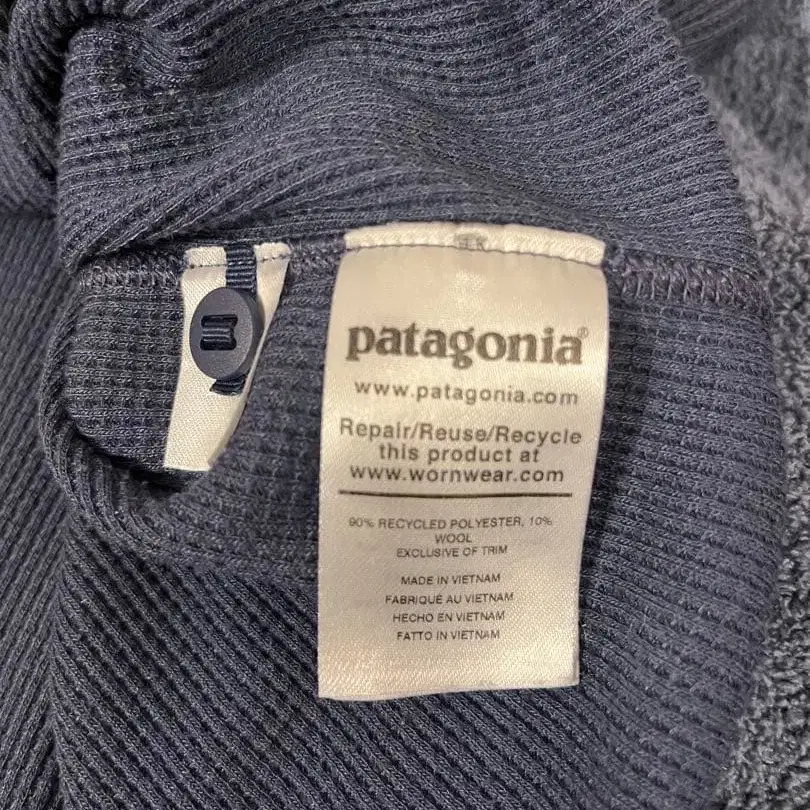 patagonia®
www.patagonia.com
Repair/Reuse/Recycle
this product at
www.wornwear.com
90% RECYCLED POLYESTER, 10%
WOOL
EXCLUSIVE OF TRIM
MADE IN VIETNAM
FABRIQUÉ AU VIETNAM
HECHO EN VIETNAM
FATTO IN VIETNAM